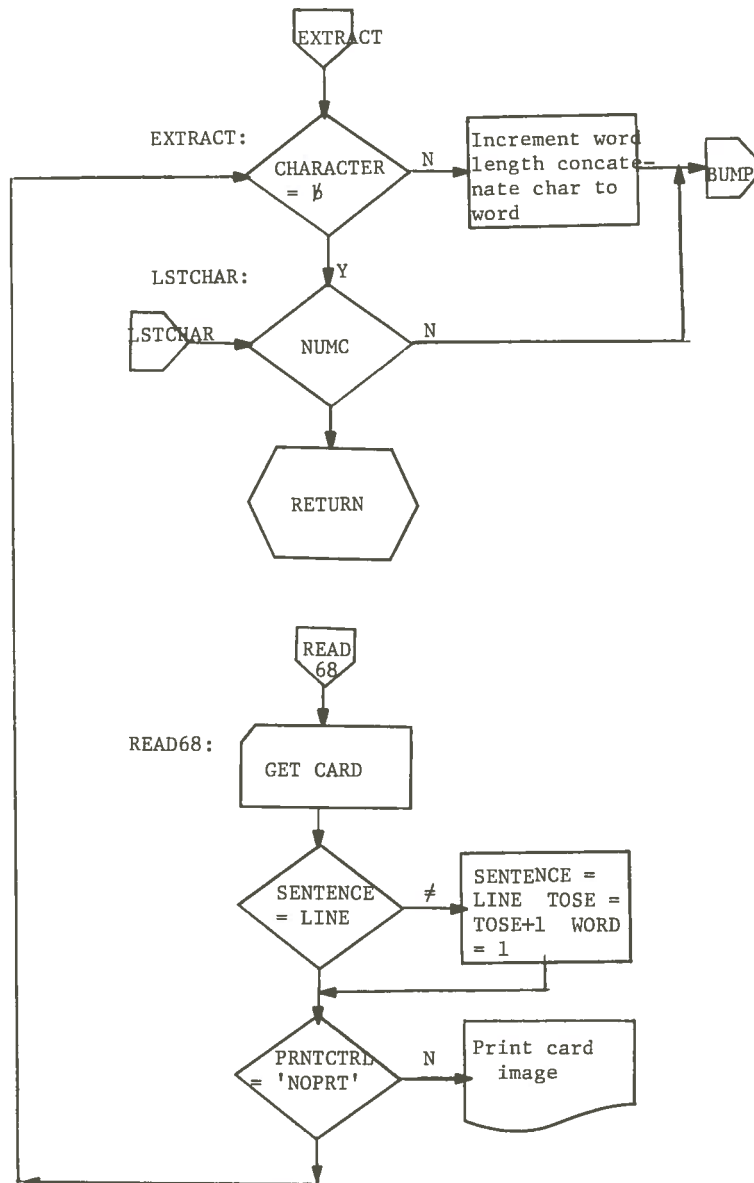 EXTRACT
EXTRACT:
CHARACTER
= ƀ
N
Increment word
length concate-
nate char to
word
BUMP
Y
LSTCHAR:
LSTCHAR
NUMC
N
RETURN
READ
68
READ68:
GET CARD
SENTENCE
= LINE
≠
SENTENCE =
LINE TOSE =
TOSE+1 WORD
= 1
PRNTCTRL
= 'NOPRT'
N
Print card
image